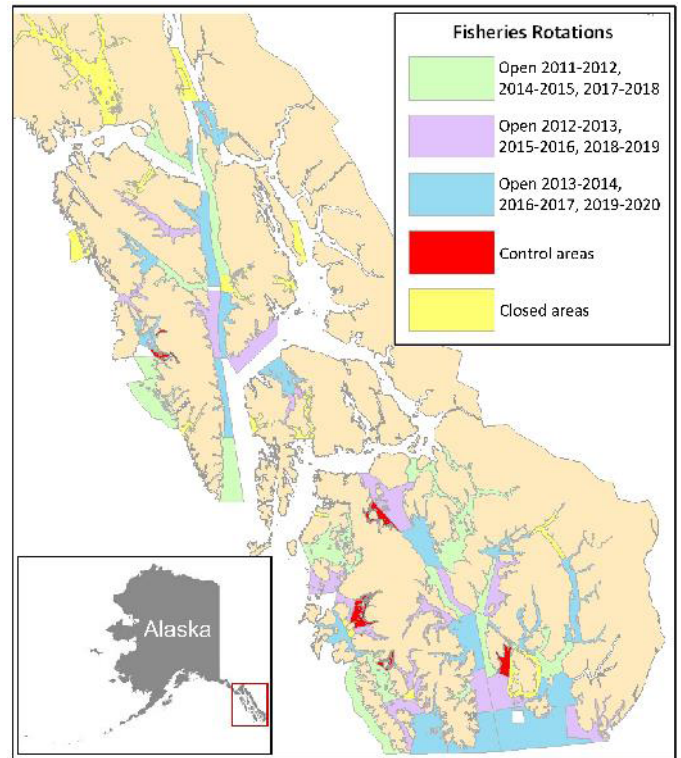 Fisheries Rotations
Open 2011-2012,
2014-2015, 2017-2018
Open 2012-2013,
2015-2016, 2018-2019
Open 2013-2014,
2016-2017, 2019-2020
Control areas
Closed areas
Alaska